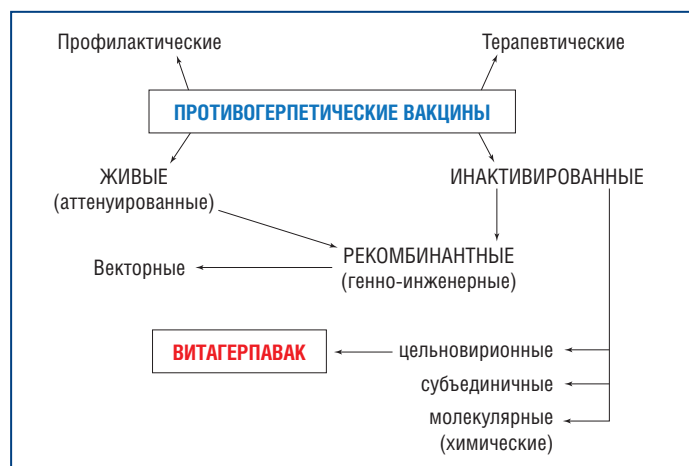 Профилактические
Терапевтические
ПРОТИВОГЕРПЕТИЧЕСКИЕ ВАКЦИНЫ
ЖИВЫЕ
(аттенуированные)
ИНАКТИВИРОВАННЫЕ
РЕКОМБИНАНТНЫЕ
(генно-инженерные)
Векторные
ВИТАГЕРПАВАК
цельновирионные
субъединичные
молекулярные
(химические)